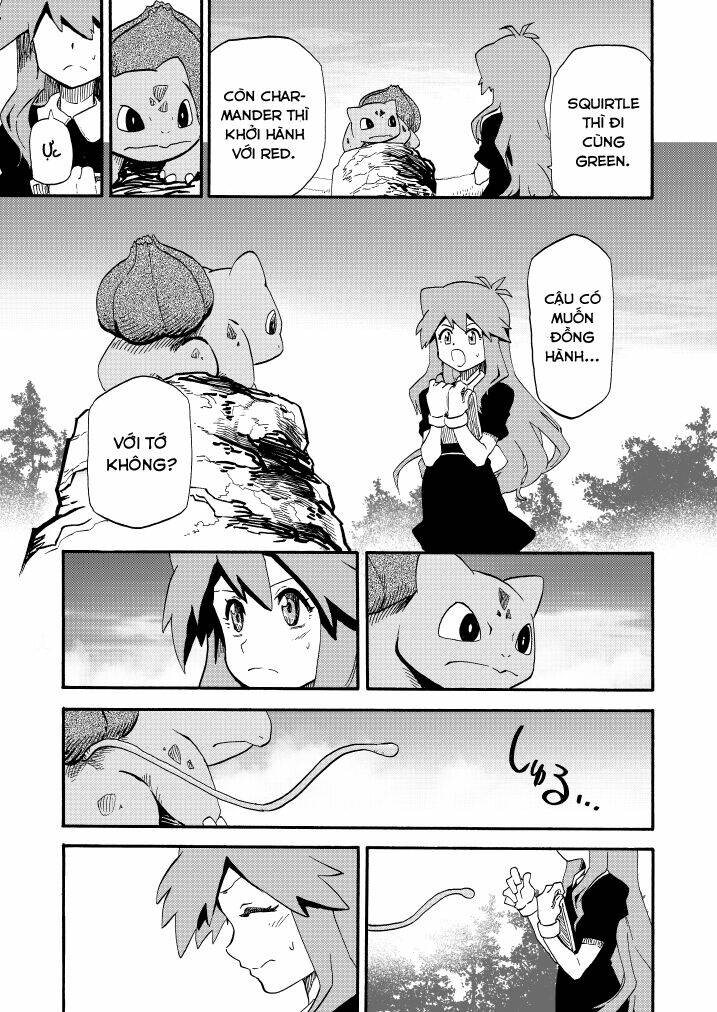 SQUIRTLE
THÌ ĐI
CÙNG
GREEN.
CÒN CHAR-
MANDER THÌ
KHỞI HÀNH
VỚI RED.
ỰC
CẬU CÓ
MUỐN
ĐỒNG
HÀNH...
VỚI TỚ
KHÔNG?
しゅる...